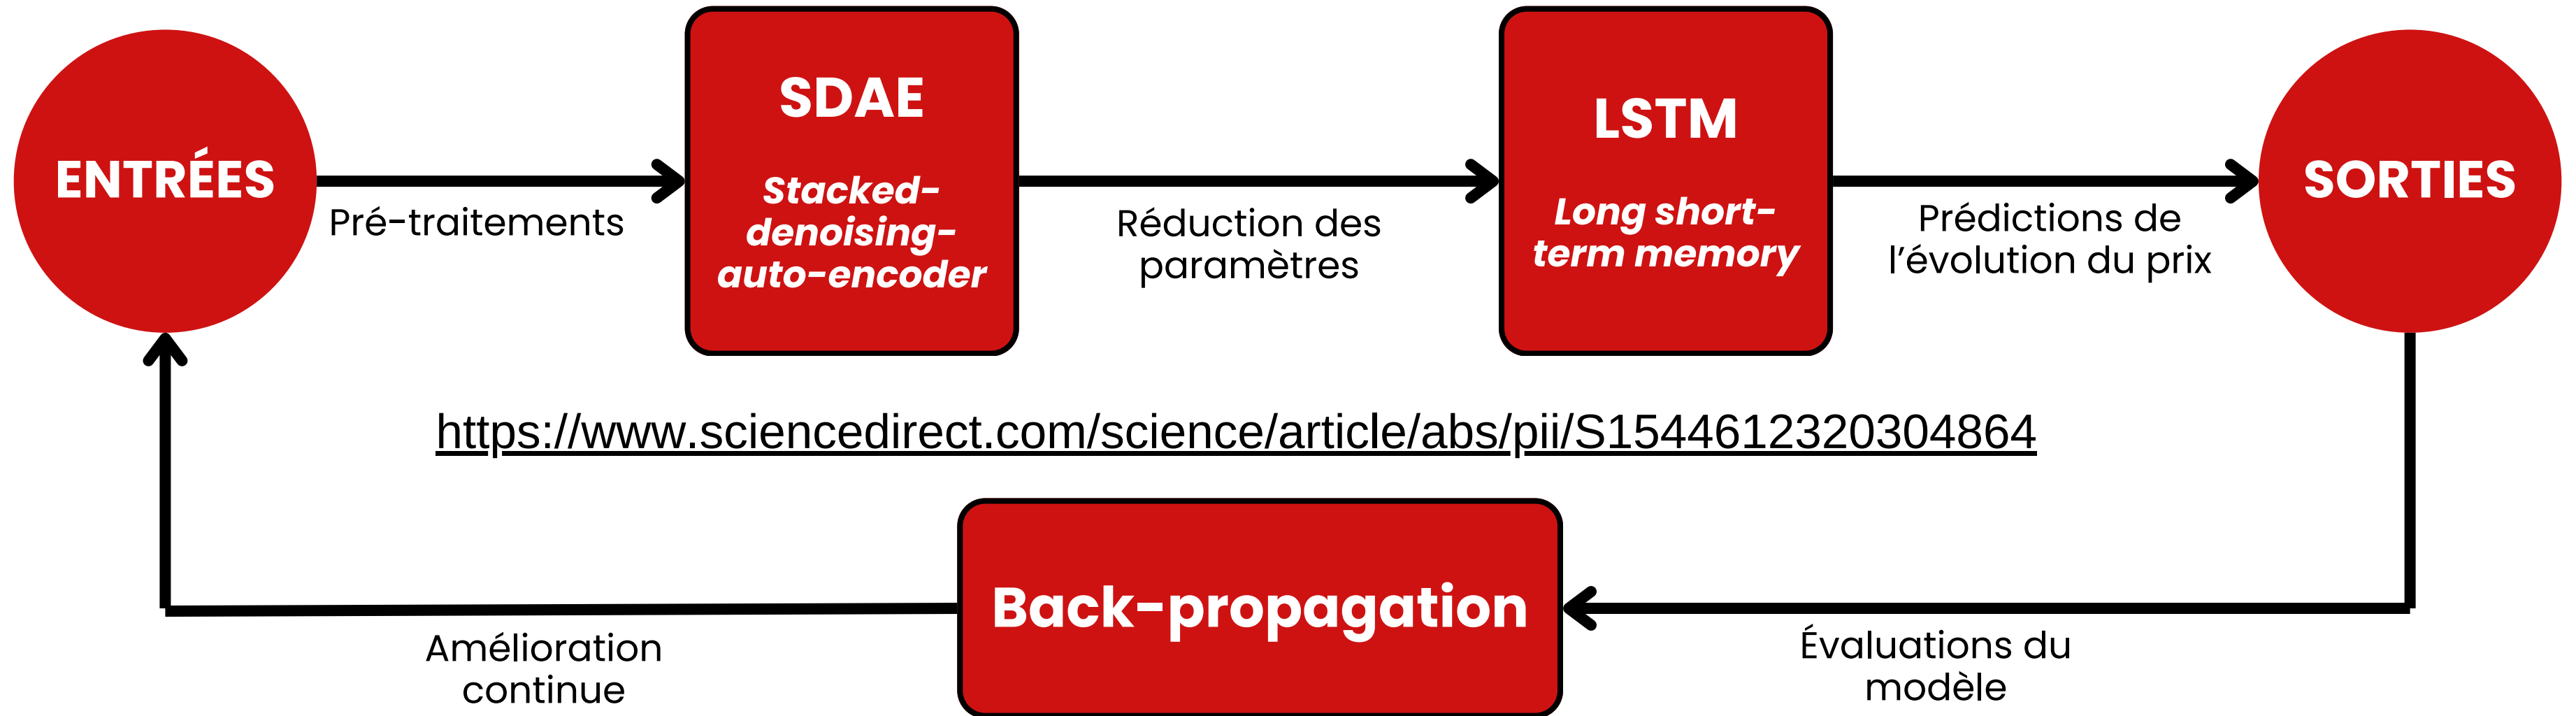 ENTRÉES
Pré-traitements
SDAE
Stacked-
denoising-
auto-encoder
Réduction des
paramètres
LSTM
Long short-
term memory
Prédictions de
l’évolution du prix
SORTIES
https://www.sciencedirect.com/science/article/abs/pii/S1544612320304864
Back-propagation
Évaluations du
modèle
Amélioration
continue